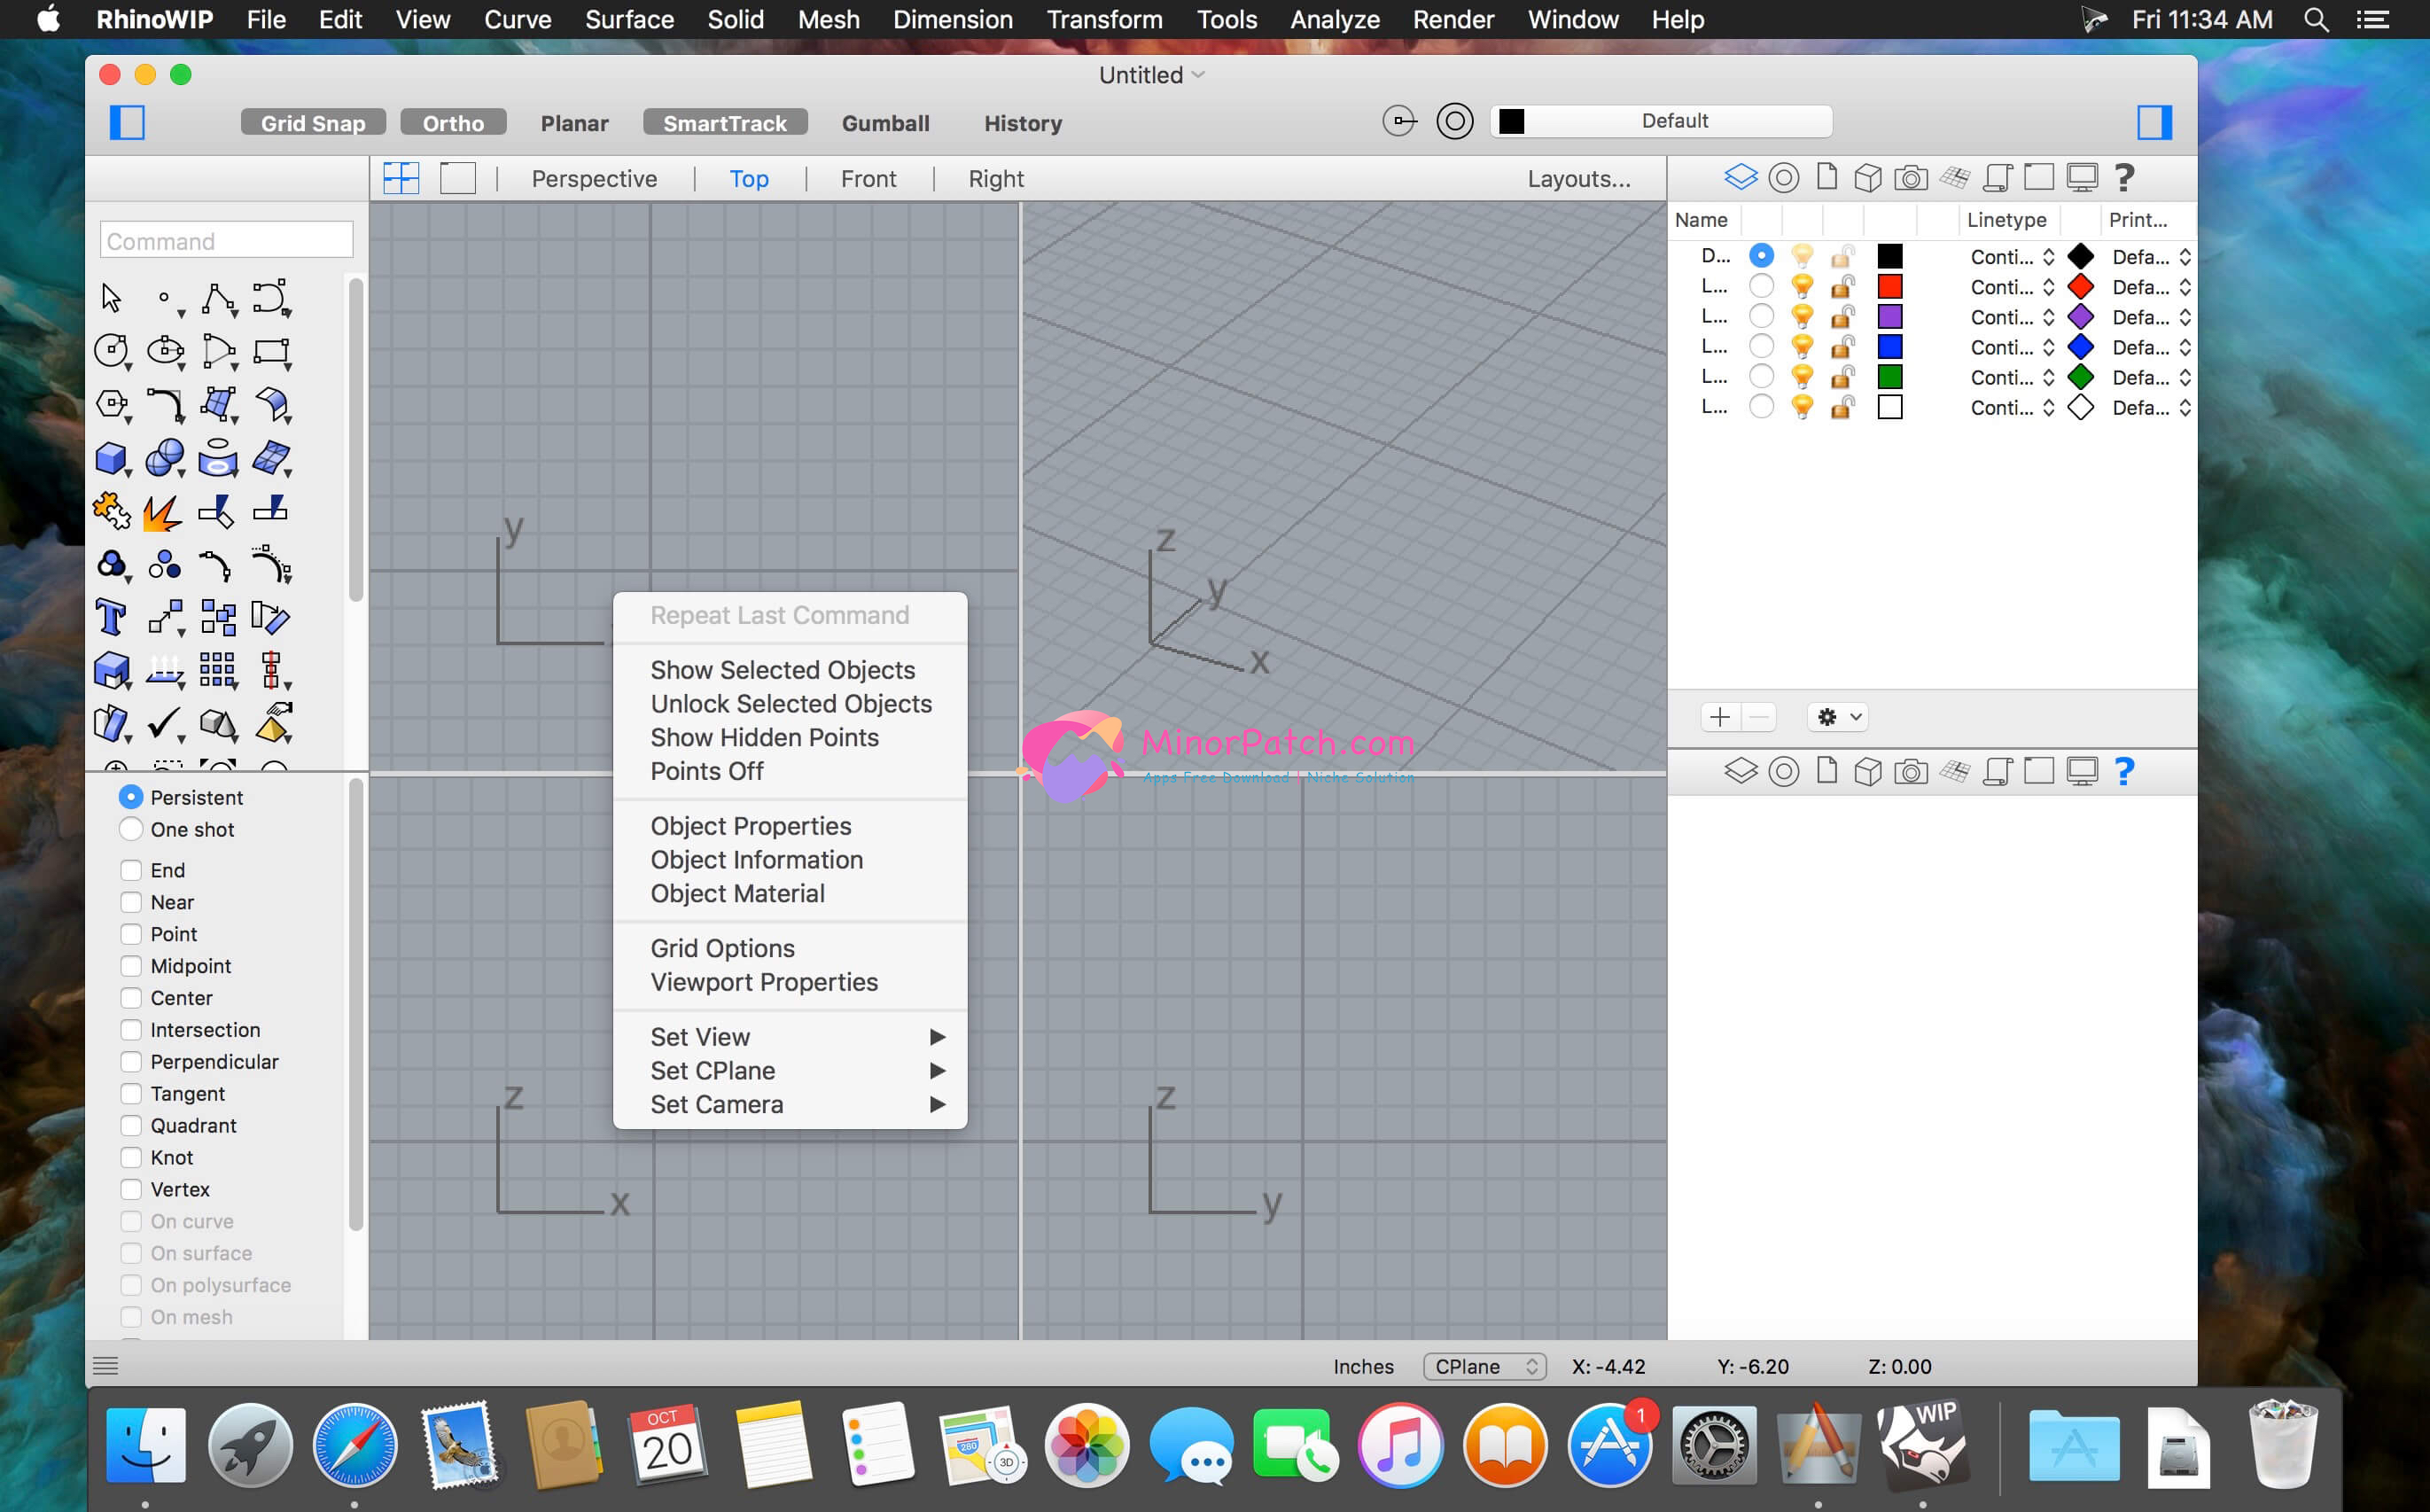 RhinoWIP File Edit View Curve Surface Solid Mesh Dimension Transform Tools Analyze Render Window Help Fri 11:34 AM
Untitled
Grid Snap Ortho Planar SmartTrack Gumball History Default
Perspective Top Front Right Layouts...
Command
Name Linetype Print...
D... Conti... Defa...
L... Conti... Defa...
L... Conti... Defa...
L... Conti... Defa...
L... Conti... Defa...
L... Conti... Defa...
y
z
y
x
Repeat Last Command
Show Selected Objects
Unlock Selected Objects
Show Hidden Points
Points Off
Object Properties
Object Information
Object Material
Grid Options
Viewport Properties
Set View
Set CPlane
Set Camera
MinorPatch.com
Apps Free Download | Niche Solution
Persistent
One shot
End
Near
Point
Midpoint
Center
Intersection
Perpendicular
Tangent
Quadrant
Knot
Vertex
On curve
On surface
On polysurface
On mesh
z
x
z
y
Inches CPlane X: -4.42 Y: -6.20 Z: 0.00
OCT
20
280
3D
1
WIP